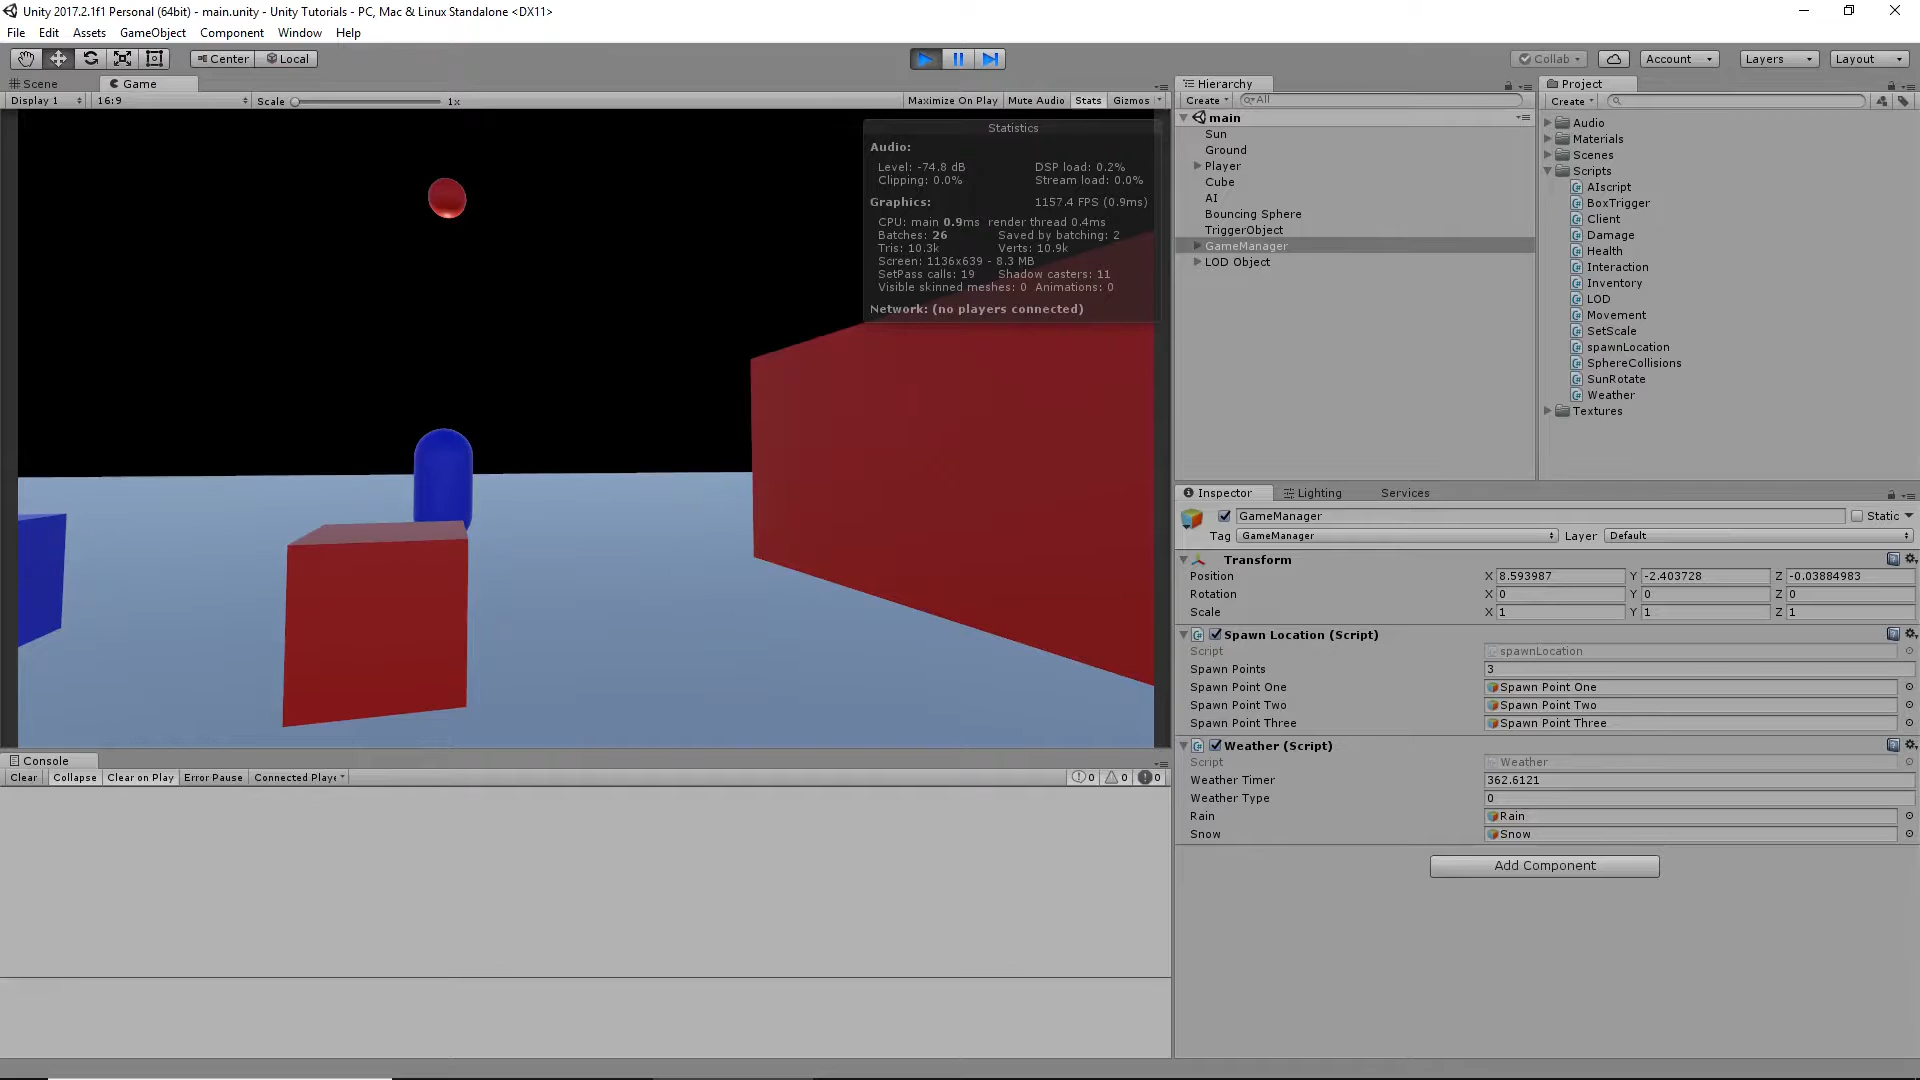 Unity 2017.2.1f1 Personal (64bit) - main.unity - Unity Tutorials - PC, Mac & Linux Standalone <DX11>
File Edit Assets GameObject Component Window Help
Center Local
Collab Account Layers Layout
Scene Game
Display 1 16:9 Scale 1x Maximize On Play Mute Audio Stats Gizmos
Statistics
Audio:
Level: -74.8 dB DSP load: 0.2%
Clipping: 0.0% Stream load: 0.0%
Graphics: 1157.4 FPS (0.9ms)
CPU: main 0.9ms render thread 0.4ms
Batches: 26 Saved by batching: 2
Tris: 10.3k Verts: 10.9k
Screen: 1136x639 - 8.3 MB
SetPass calls: 19 Shadow casters: 11
Visible skinned meshes: 0 Animations: 0
Network: (no players connected)
Console
Clear Collapse Clear on Play Error Pause Connected Playe
0 0 0
Hierarchy
Create All
main
Sun
Ground
Player
Cube
AI
Bouncing Sphere
TriggerObject
GameManager
LOD Object
Project
Create
Audio
Materials
Scenes
Scripts
AIscript
BoxTrigger
Client
Damage
Health
Interaction
Inventory
LOD
Movement
SetScale
spawnLocation
SphereCollisions
SunRotate
Weather
Textures
Inspector Lighting Services
GameManager Static
Tag GameManager Layer Default
Transform
Position X 8.593987 Y -2.403728 Z -0.03884983
Rotation X 0 Y 0 Z 0
Scale X 1 Y 1 Z 1
Spawn Location (Script)
Script spawnLocation
Spawn Points 3
Spawn Point One Spawn Point One
Spawn Point Two Spawn Point Two
Spawn Point Three Spawn Point Three
Weather (Script)
Script Weather
Weather Timer 362.6121
Weather Type 0
Rain Rain
Snow Snow
Add Component